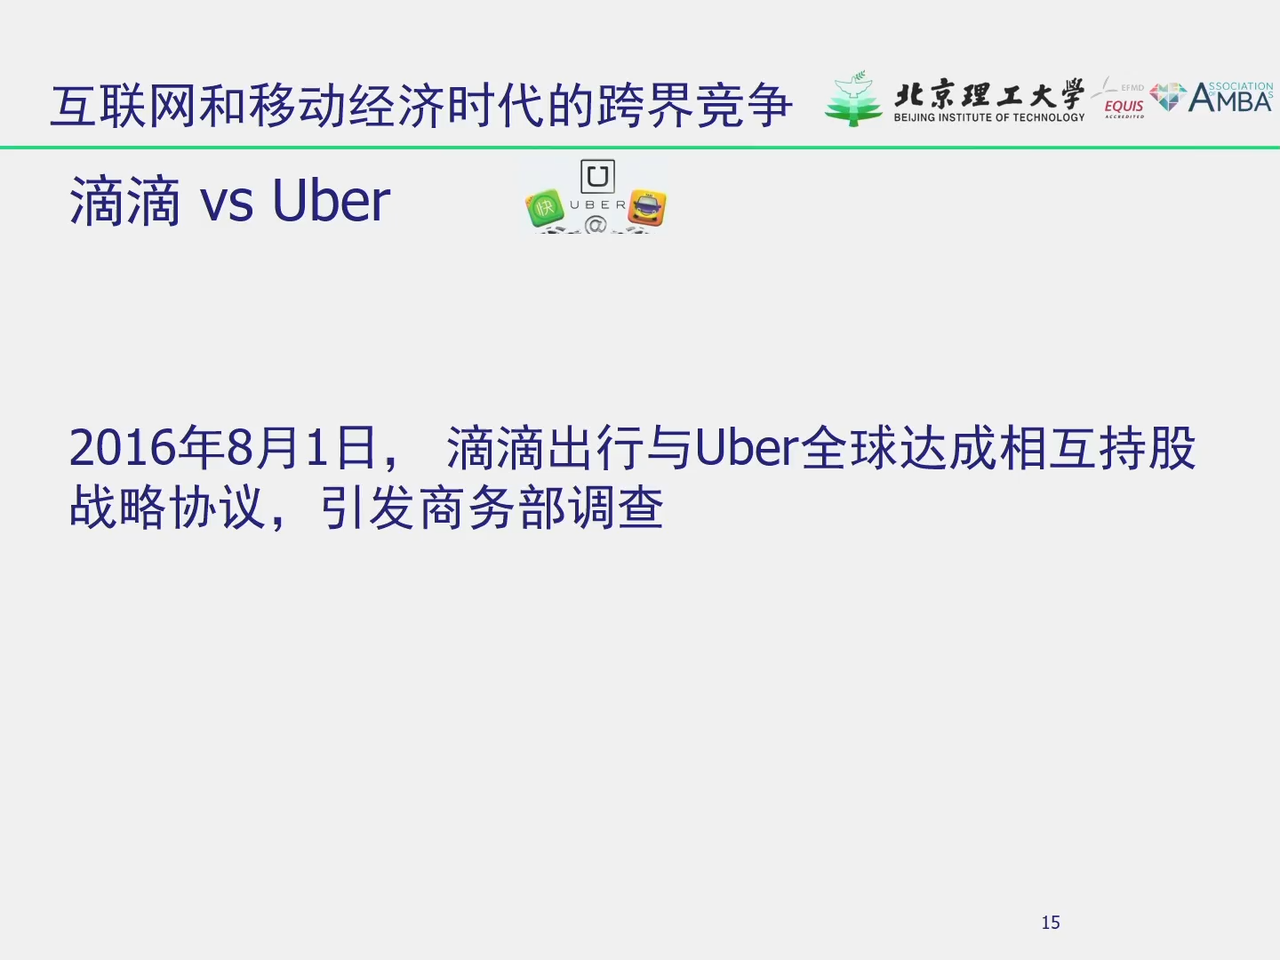 互联网和移动经济时代的跨界竞争
北京理工大学
BEIJING INSTITUTE OF TECHNOLOGY
EFMD
EQUIS
ACCREDITED
ASSOCIATION
OF AMBAS
滴滴 vs Uber
快
UBER
@
2016年8月1日， 滴滴出行与Uber全球达成相互持股
战略协议，引发商务部调查
15